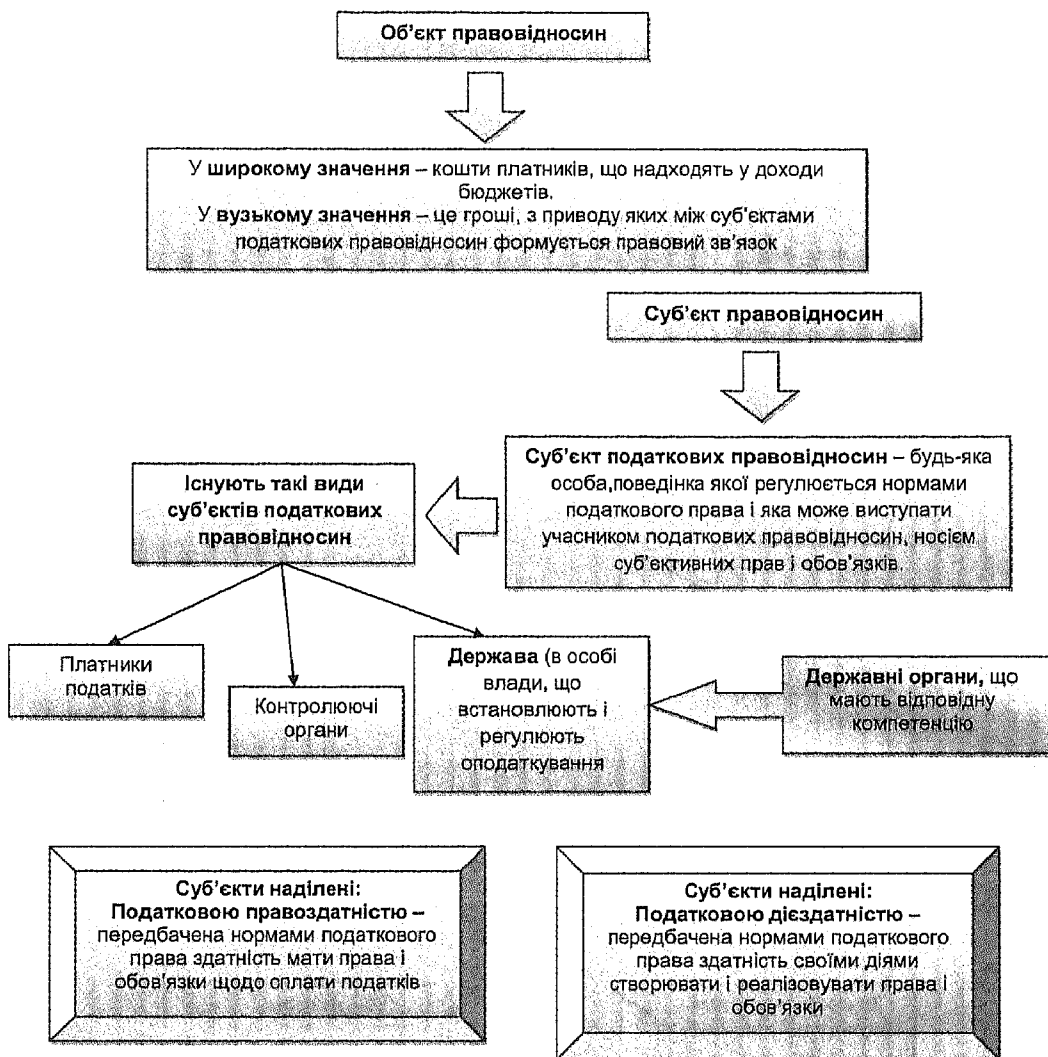 Об'єкт правовідносин
У широкому значення – кошти платників, що надходять у доходи
бюджетів.
У вузькому значення – це гроші, з приводу яких між суб'єктами
податкових правовідносин формується правовий зв'язок
Суб'єкт правовідносин
Суб'єкт податкових правовідносин – будь-яка
особа,поведінка якої регулюється нормами
податкового права і яка може виступати
учасником податкових правовідносин, носієм
суб'єктивних прав і обов'язків.
Існують такі види
суб'єктів податкових
правовідносин
Платники
податків
Контролюючі
органи
Держава (в особі
влади, що
встановлюють і
регулюють
оподаткування
Державні органи, що
мають відповідну
компетенцію
Суб'єкти наділені:
Податковою правоздатністю –
передбачена нормами податкового
права здатність мати права і
обов'язки щодо сплати податків
Суб'єкти наділені:
Податковою дієздатністю –
передбачена нормами податкового
права здатність своїми діями
створювати і реалізовувати права і
обов'язки